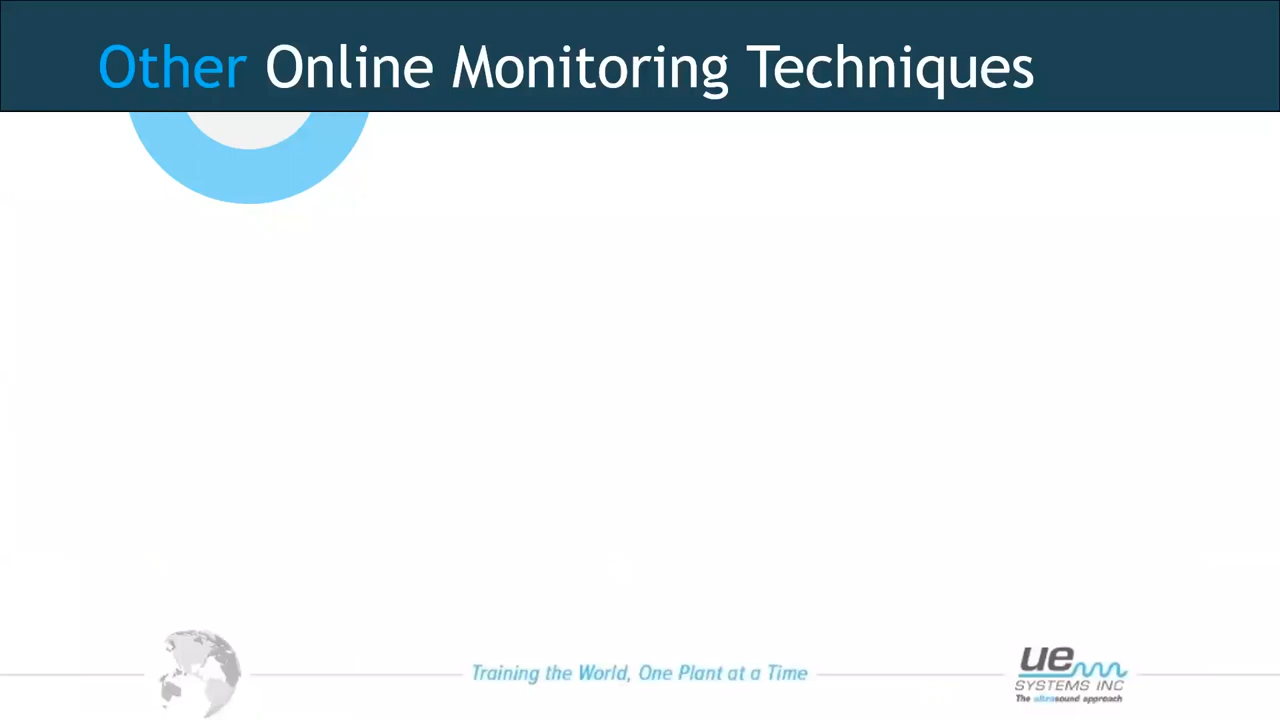 Other Online Monitoring Techniques
Training the World, One Plant at a Time
ue
SYSTEMS INC
The ultrasound approach